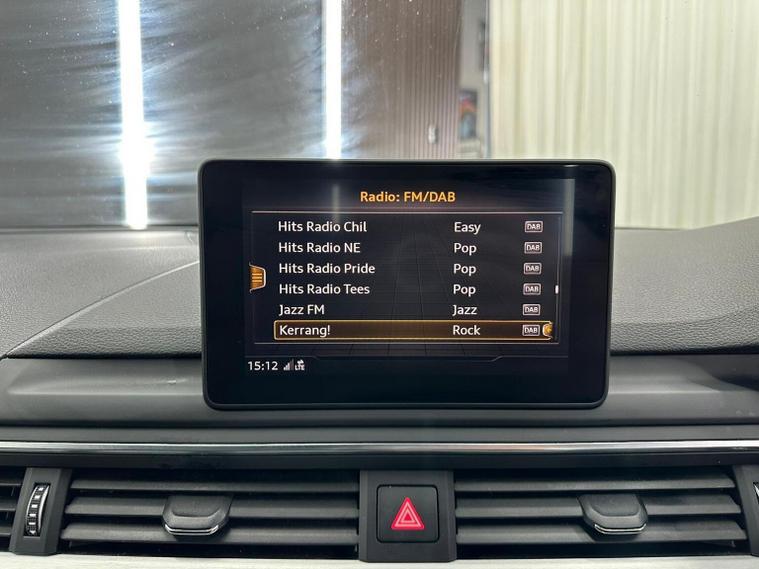 Radio: FM/DAB
Hits Radio Chil Easy DAB
Hits Radio NE Pop DAB
Hits Radio Pride Pop DAB
Hits Radio Tees Pop DAB
Jazz FM Jazz DAB
Kerrang! Rock DAB
15:12 LTE